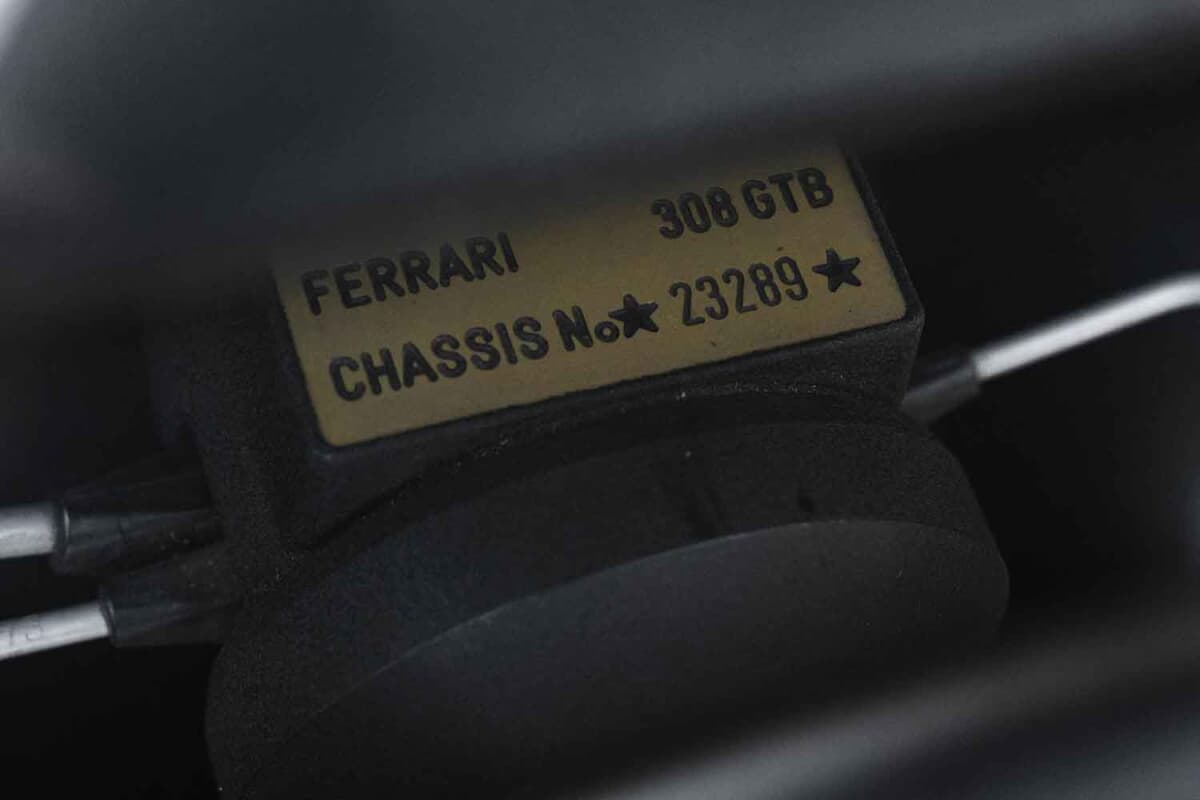 FERRARI 308 GTB
CHASSIS No★ 23289 ★